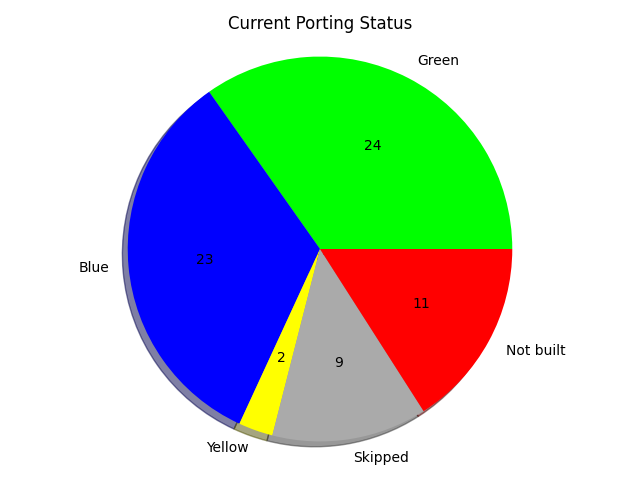 Current Porting Status
Green
24
Blue
23
Yellow
2
Skipped
9
Not built
11